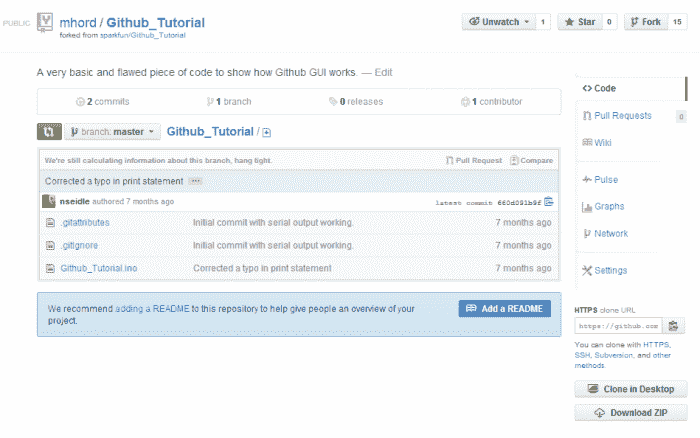 PUBLIC mhord / Github_Tutorial
forked from sparkfun/Github_Tutorial
Unwatch 1 Star 0 Fork 15
A very basic and flawed piece of code to show how Github GUI works. — Edit
2 commits 1 branch 0 releases 1 contributor
branch: master Github_Tutorial /
We're still calculating information about this branch, hang tight. Pull Request Compare
Corrected a typo in print statement
nseidle authored 7 months ago latest commit
.gitattributes Initial commit with serial output working. 7 months ago
.gitignore Initial commit with serial output working. 7 months ago
Github_Tutorial.ino Corrected a typo in print statement 7 months ago
We recommend adding a README to this repository to help give people an overview of your
project.
Add a README
Code
Pull Requests 0
Wiki
Pulse
Graphs
Network
Settings
HTTPS clone URL
https://github.com
You can clone with HTTPS,
SSH, Subversion, and other
methods.
Clone in Desktop
Download ZIP